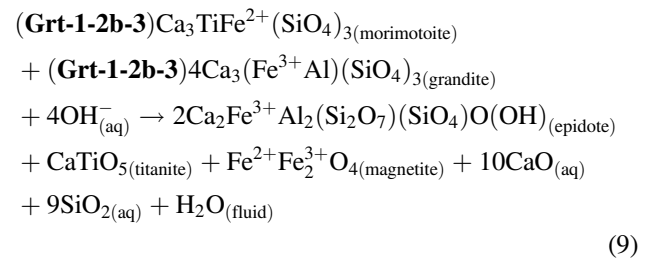 (Grt-1-2b-3)Ca₃TiFe²⁺(SiO₄)₃(morimotoite)
+ (Grt-1-2b-3)4Ca₃(Fe³⁺Al)(SiO₄)₃(grandite)
+ 4OH⁻(aq) → 2Ca₂Fe³⁺Al₂(Si₂O₇)(SiO₄)O(OH)(epidote)
+ CaTiO₅(titanite) + Fe²⁺Fe₂³⁺O₄(magnetite) + 10CaO(aq)
+ 9SiO₂(aq) + H₂O(fluid)
(9)